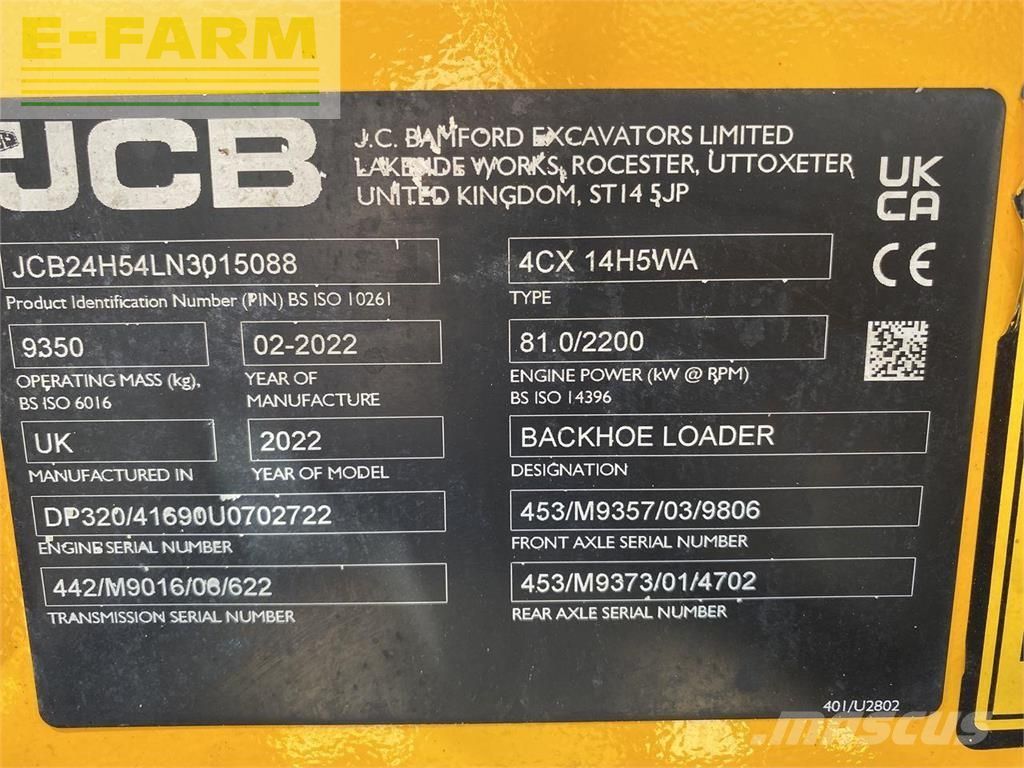 E-FARM
JCB
J.C. BAMFORD EXCAVATORS LIMITED
LAKESIDE WORKS, ROCESTER, UTTOXETER
UNITED KINGDOM, ST14 5JP
UK
CA
CE
JCB24H54LN3015088
Product Identification Number (PIN) BS ISO 10261
4CX 14H5WA
TYPE
9350
OPERATING MASS (kg),
BS ISO 6016
02-2022
YEAR OF
MANUFACTURE
81.0/2200
ENGINE POWER (kW @ RPM)
BS ISO 14396
UK
MANUFACTURED IN
2022
YEAR OF MODEL
BACKHOE LOADER
DESIGNATION
DP320/41690U0702722
ENGINE SERIAL NUMBER
453/M9357/03/9806
FRONT AXLE SERIAL NUMBER
442/M9016/06/622
TRANSMISSION SERIAL NUMBER
453/M9373/01/4702
REAR AXLE SERIAL NUMBER
401/U2802
mascus